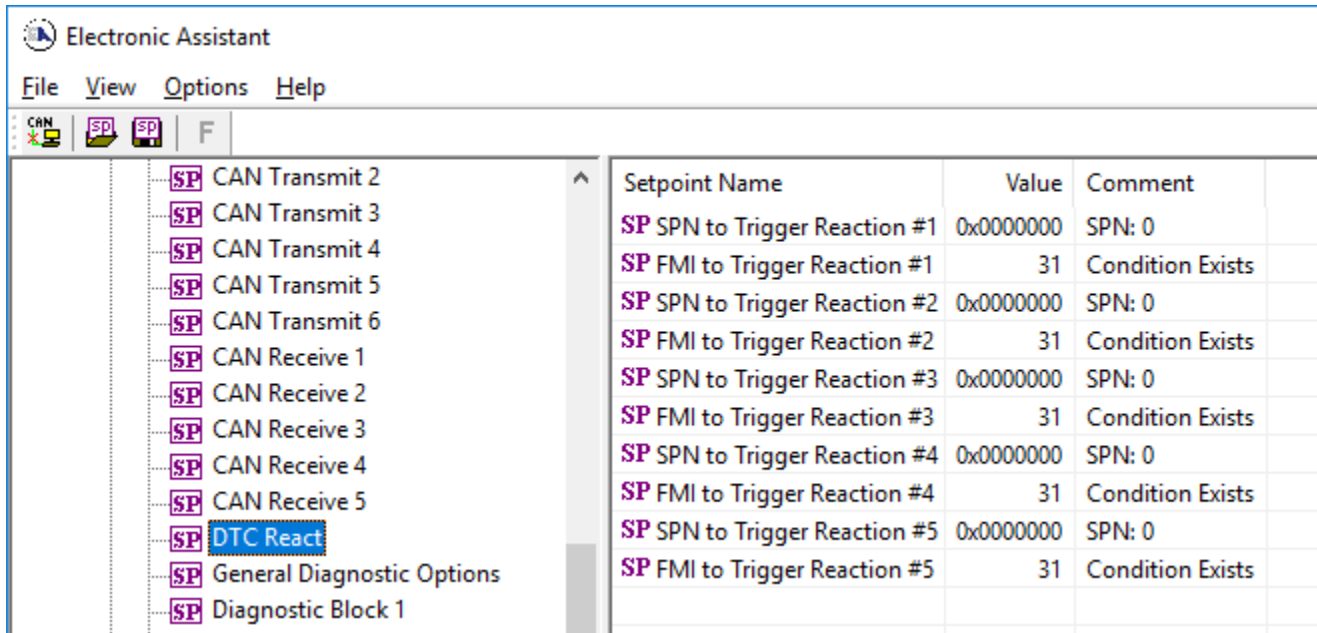 Electronic Assistant
File View Options Help
CAN SP SP F
SP CAN Transmit 2
SP CAN Transmit 3
SP CAN Transmit 4
SP CAN Transmit 5
SP CAN Transmit 6
SP CAN Receive 1
SP CAN Receive 2
SP CAN Receive 3
SP CAN Receive 4
SP CAN Receive 5
SP DTC React
SP General Diagnostic Options
SP Diagnostic Block 1
Setpoint Name Value Comment
SP SPN to Trigger Reaction #1 0x0000000 SPN: 0
SP FMI to Trigger Reaction #1 31 Condition Exists
SP SPN to Trigger Reaction #2 0x0000000 SPN: 0
SP FMI to Trigger Reaction #2 31 Condition Exists
SP SPN to Trigger Reaction #3 0x0000000 SPN: 0
SP FMI to Trigger Reaction #3 31 Condition Exists
SP SPN to Trigger Reaction #4 0x0000000 SPN: 0
SP FMI to Trigger Reaction #4 31 Condition Exists
SP SPN to Trigger Reaction #5 0x0000000 SPN: 0
SP FMI to Trigger Reaction #5 31 Condition Exists